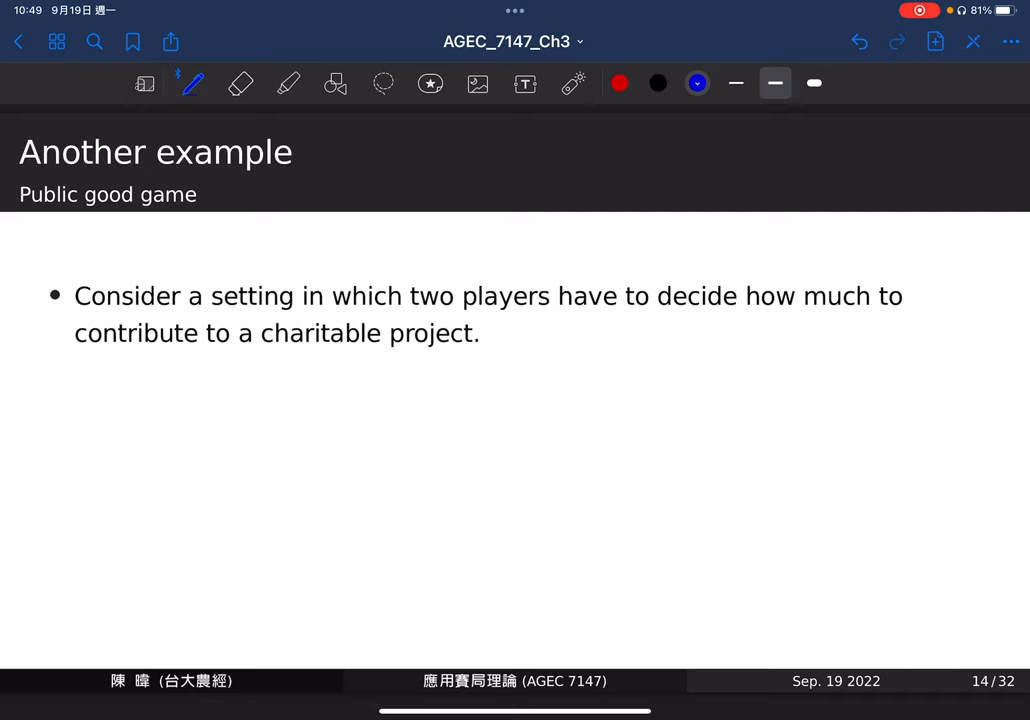 10:49 9月19日 週一
81%
AGEC_7147_Ch3
T
Another example
Public good game
• Consider a setting in which two players have to decide how much to
contribute to a charitable project.
陳 暐 (台大農經)
應用賽局理論 (AGEC 7147)
Sep. 19 2022
14/32